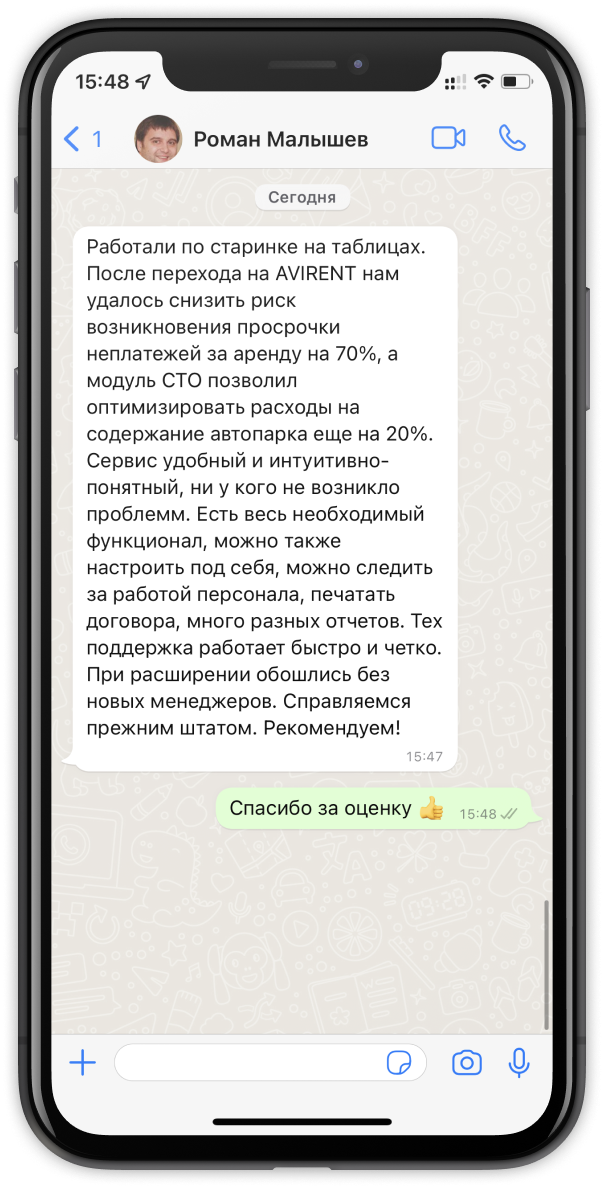 15:48
1
Роман Малышев
Сегодня
Работали по старинке на таблицах.
После перехода на AVIRENT нам
удалось снизить риск
возникновения просрочки
неплатежей за аренду на 70%, а
модуль СТО позволил
оптимизировать расходы на
содержание автопарка еще на 20%.
Сервис удобный и интуитивно-
понятный, ни у кого не возникло
проблемм. Есть весь необходимый
функционал, можно также
настроить под себя, можно следить
за работой персонала, печатать
договора, много разных отчетов. Тех
поддержка работает быстро и четко.
При расширении обошлись без
новых менеджеров. Справляемся
прежним штатом. Рекомендуем!
15:47
Спасибо за оценку 👍 15:48
09:28